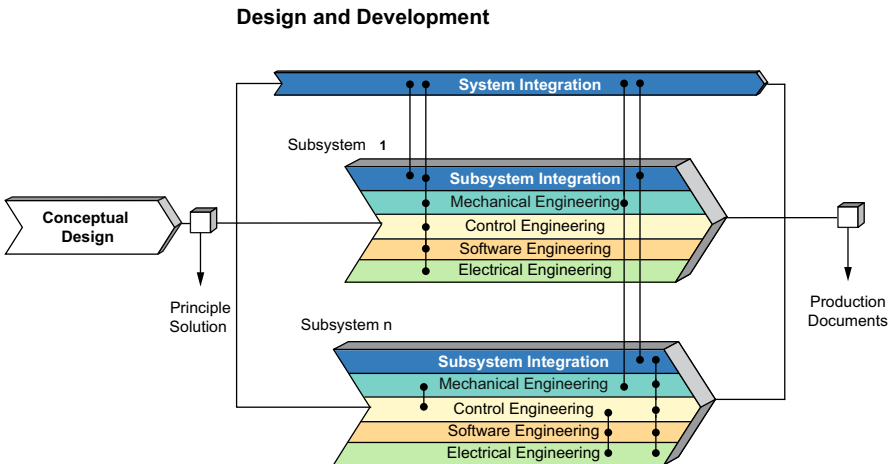 Design and Development
System Integration
Subsystem 1
Subsystem Integration
Mechanical Engineering
Control Engineering
Software Engineering
Electrical Engineering
Conceptual
Design
Principle
Solution
Production
Documents
Subsystem n
Subsystem Integration
Mechanical Engineering
Control Engineering
Software Engineering
Electrical Engineering